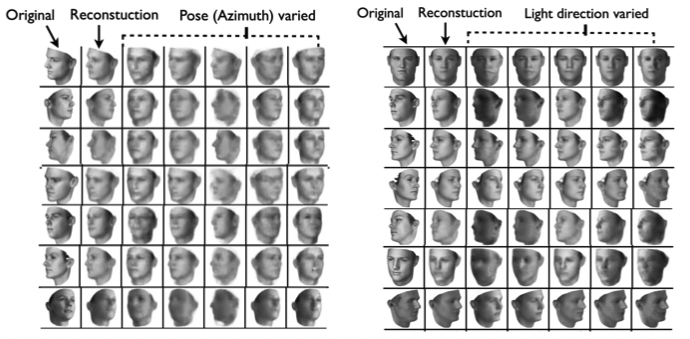 Original Reconstuction Pose (Azimuth) varied
Original Reconstuction Light direction varied